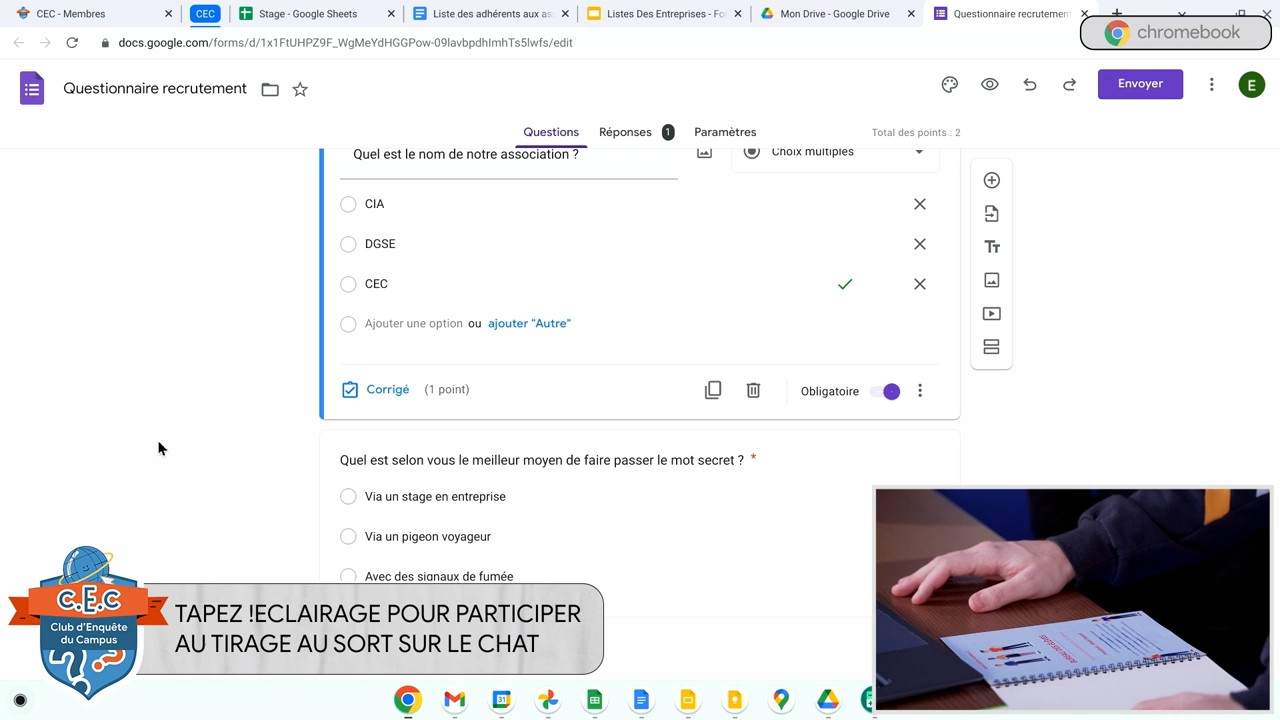 CEC - Membres
CEC
Stage - Google Sheets
Liste des adhérents aux as
Listes Des Entreprises - Fo
Mon Drive - Google Drive
Questionnaire recrutement
chromebook
docs.google.com/forms/d/1x1FtUHPZ9F_WgMeYdHGGPow-09lavbpdhImhTs5lwfs/edit
Questionnaire recrutement
Envoyer
E
Questions
Réponses 1
Paramètres
Total des points : 2
Quel est le nom de notre association ?
Choix multiples
CIA
DGSE
CEC
Ajouter une option ou ajouter "Autre"
Corrigé (1 point)
Obligatoire
Quel est selon vous le meilleur moyen de faire passer le mot secret ? *
Via un stage en entreprise
Via un pigeon voyageur
Avec des signaux de fumée
C.E.C
Club d'Enquête
du Campus
TAPEZ !ECLAIRAGE POUR PARTICIPER
AU TIRAGE AU SORT SUR LE CHAT